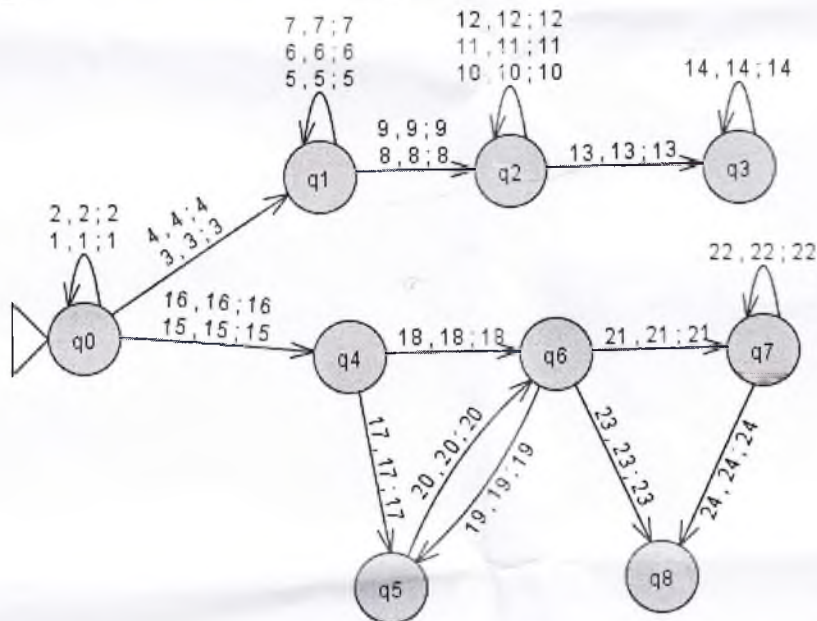 7,7;7
6,6;6
5,5;5
12,12;12
11,11;11
10,10;10
14,14;14
9,9;9
8,8;8
13,13;13
q1
q2
q3
2,2;2
1,1;1
4,4;4
3,3;3
22,22;22
16,16;16
15,15;15
18,18;18
21,21;21
q0
q4
q6
q7
17,17;17
20,20;20
19,19;19
23,23;23
24,24;24
q5
q8